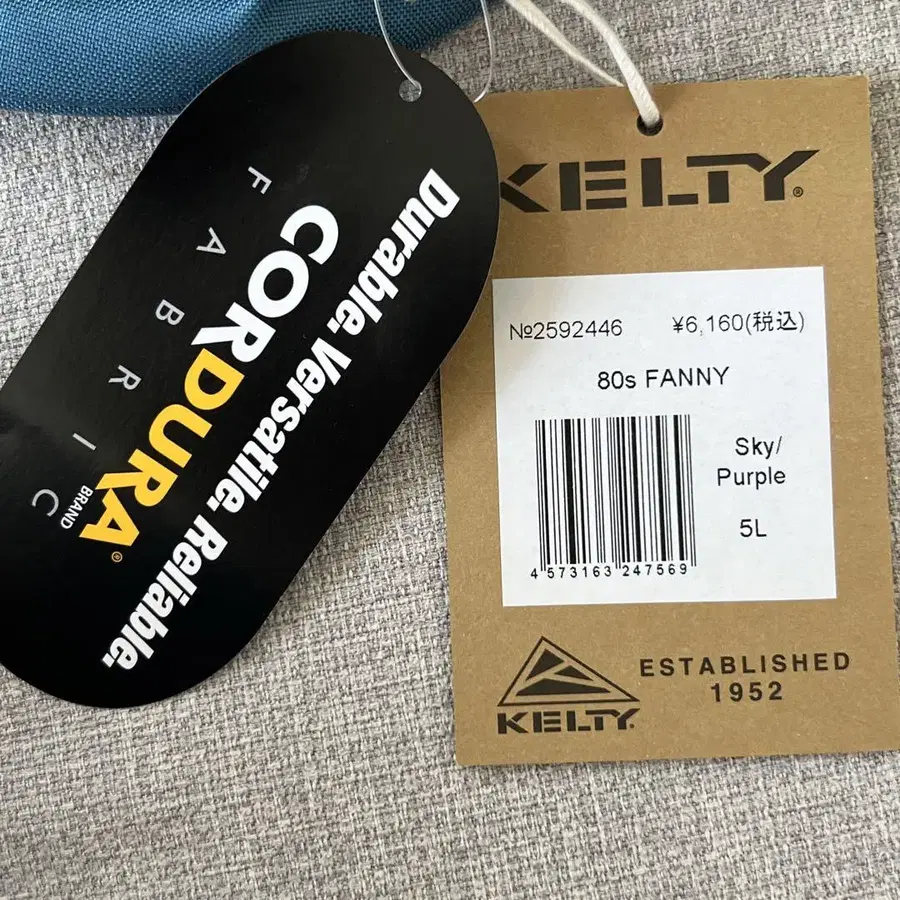 Durable. Versatile. Reliable.
CORDURA®
BRAND
FABRIC
KELTY®
№2592446 ¥6,160(税込)
80s FANNY
Sky/
Purple
5L
4 573163 247569
KELTY.
ESTABLISHED
1952